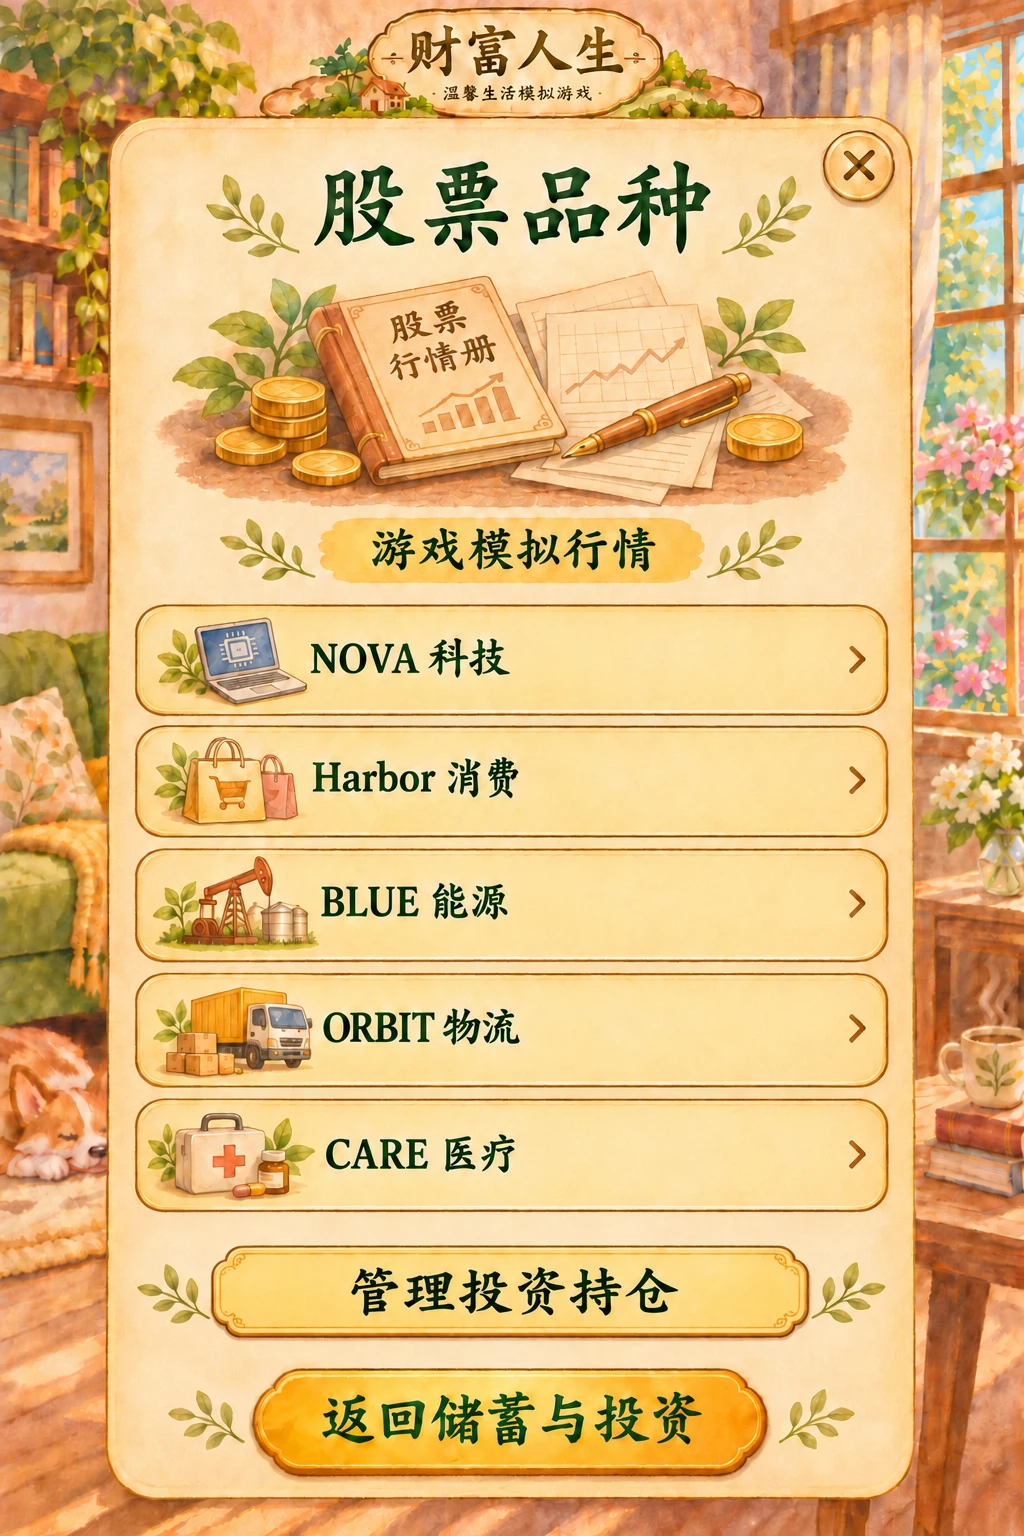 财富人生
·温馨生活模拟游戏·
股票品种
股票
行情册
游戏模拟行情
NOVA 科技
Harbor 消费
BLUE 能源
ORBIT 物流
CARE 医疗
管理投资持仓
返回储蓄与投资